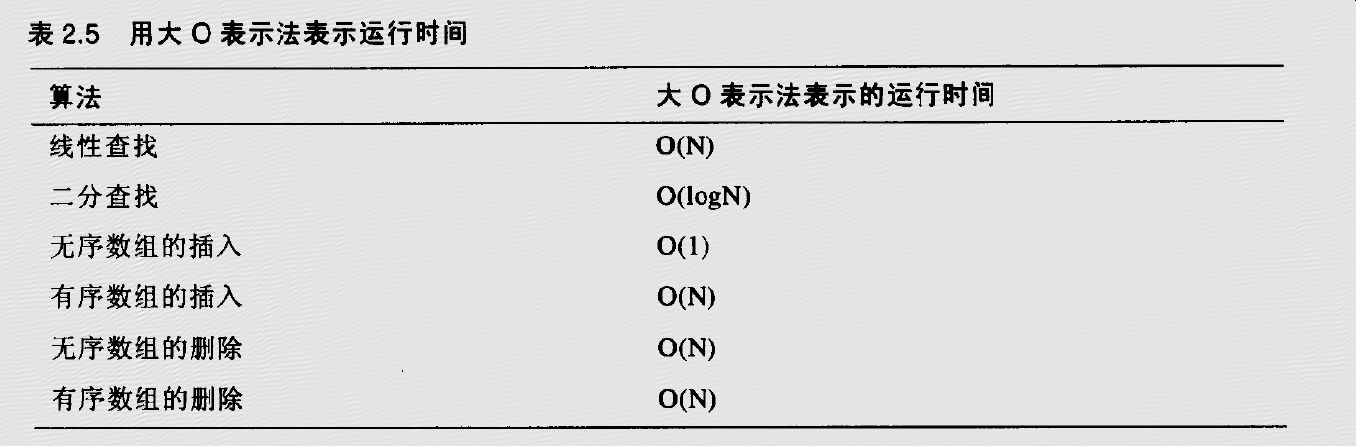 表 2.5 用大 O 表示法表示运行时间
算法 大 O 表示法表示的运行时间
线性查找 O(N)
二分查找 O(logN)
无序数组的插入 O(1)
有序数组的插入 O(N)
无序数组的删除 O(N)
有序数组的删除 O(N)